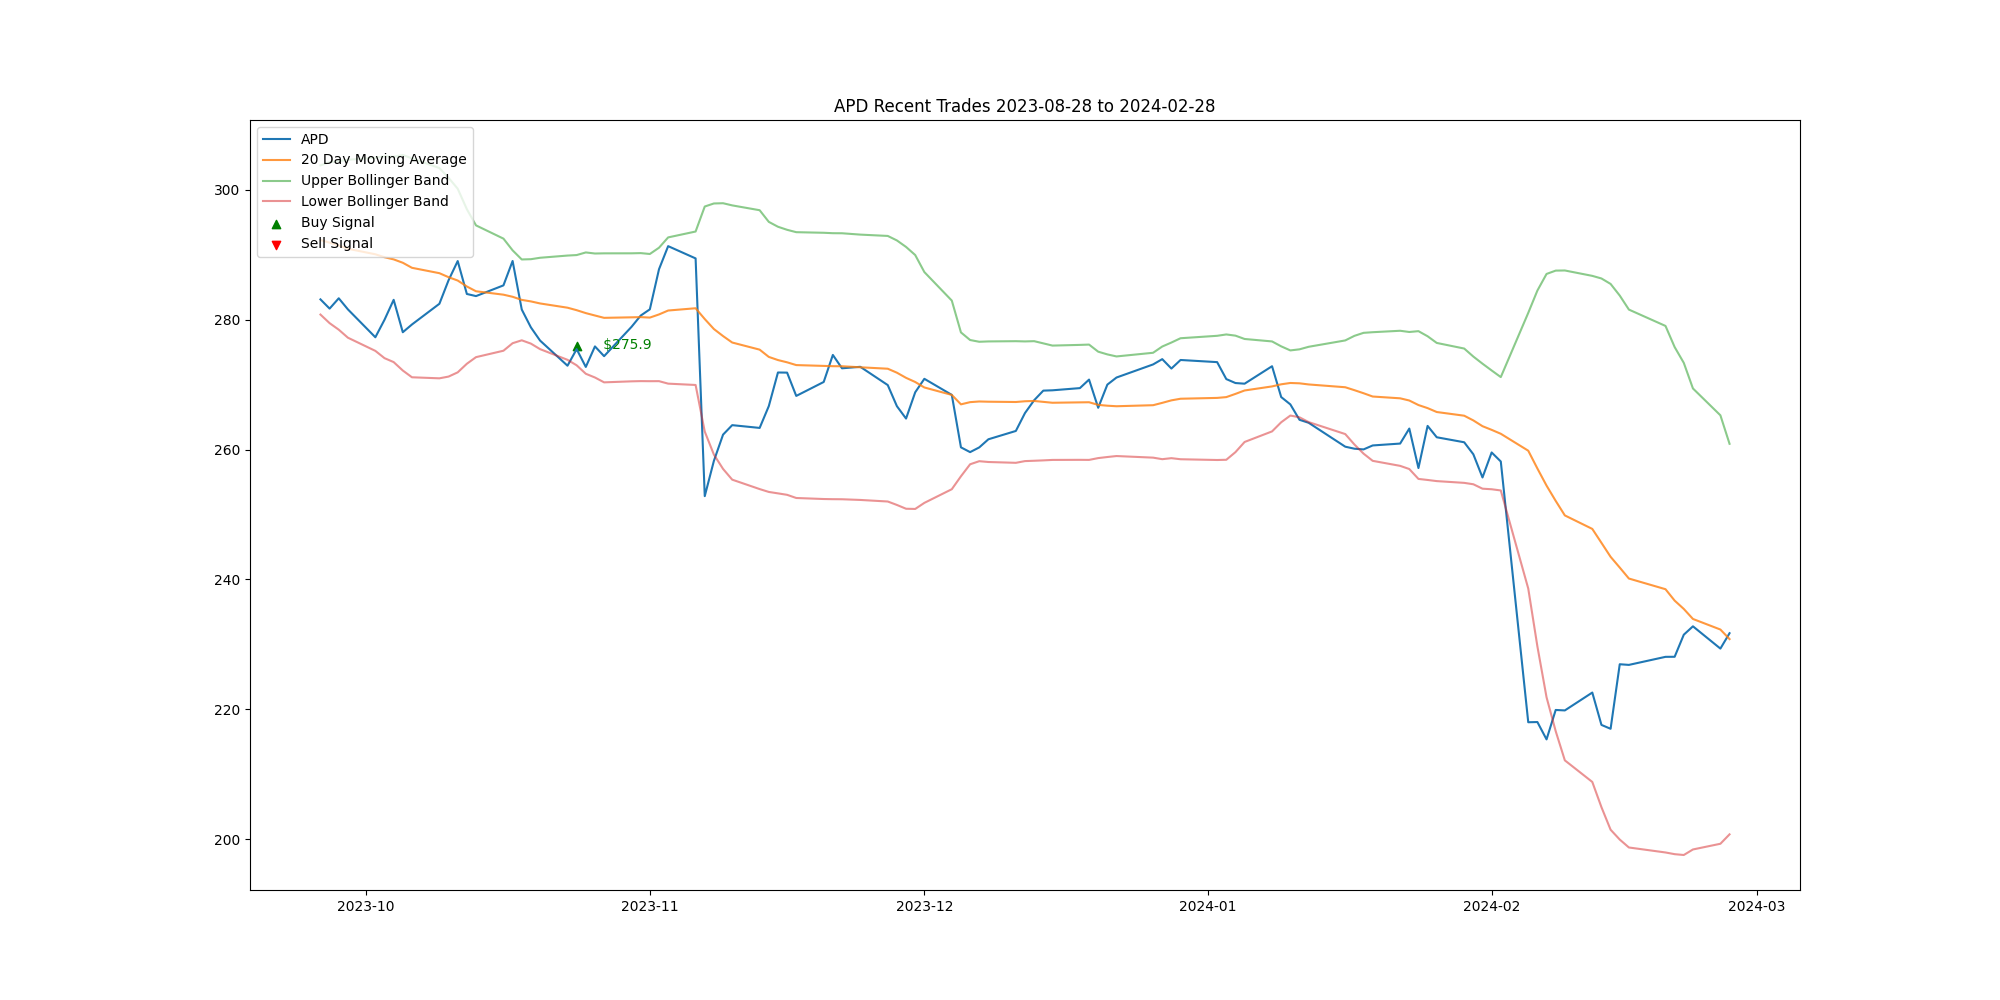 APD Recent Trades 2023-08-28 to 2024-02-28
APD
20 Day Moving Average
Upper Bollinger Band
Lower Bollinger Band
Buy Signal
Sell Signal
300
280
260
240
220
200
$275.9
2023-10
2023-11
2023-12
2024-01
2024-02
2024-03